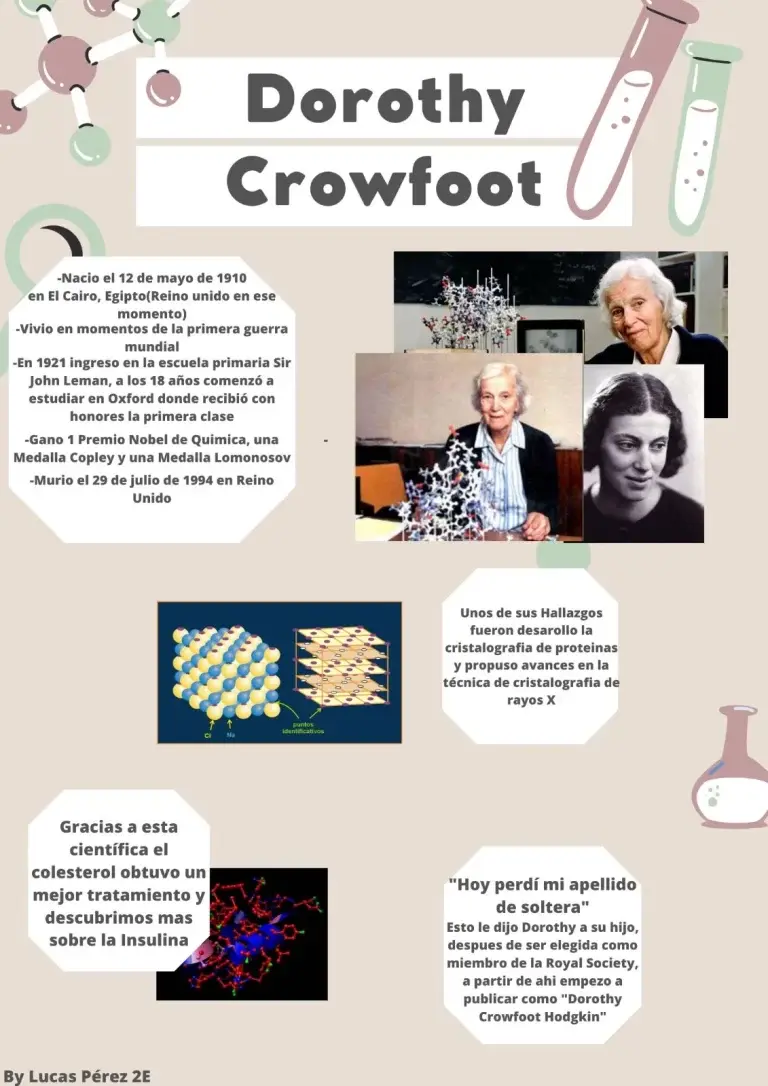 Dorothy
Crowfoot
-Nacio el 12 de mayo de 1910
en El Cairo, Egipto(Reino unido en ese
momento)
-Vivio en momentos de la primera guerra
mundial
-En 1921 ingreso en la escuela primaria Sir
John Leman, a los 18 años comenzó a
estudiar en Oxford donde recibió con
honores la primera clase
-Gano 1 Premio Nobel de Quimica, una
Medalla Copley y una Medalla Lomonosov
-
-Murio el 29 de julio de 1994 en Reino
Unido
Unos de sus Hallazgos
fueron desarollo la
cristalografia de proteinas
y propuso avances en la
técnica de cristalografia de
rayos X
Cl Na
puntos
identificativos
Gracias a esta
científica el
colesterol obtuvo un
mejor tratamiento y
descubrimos mas
sobre la Insulina
"Hoy perdí mi apellido
de soltera"
Esto le dijo Dorothy a su hijo,
despues de ser elegida como
miembro de la Royal Society,
a partir de ahi empezo a
publicar como "Dorothy
Crowfoot Hodgkin"
By Lucas Pérez 2E